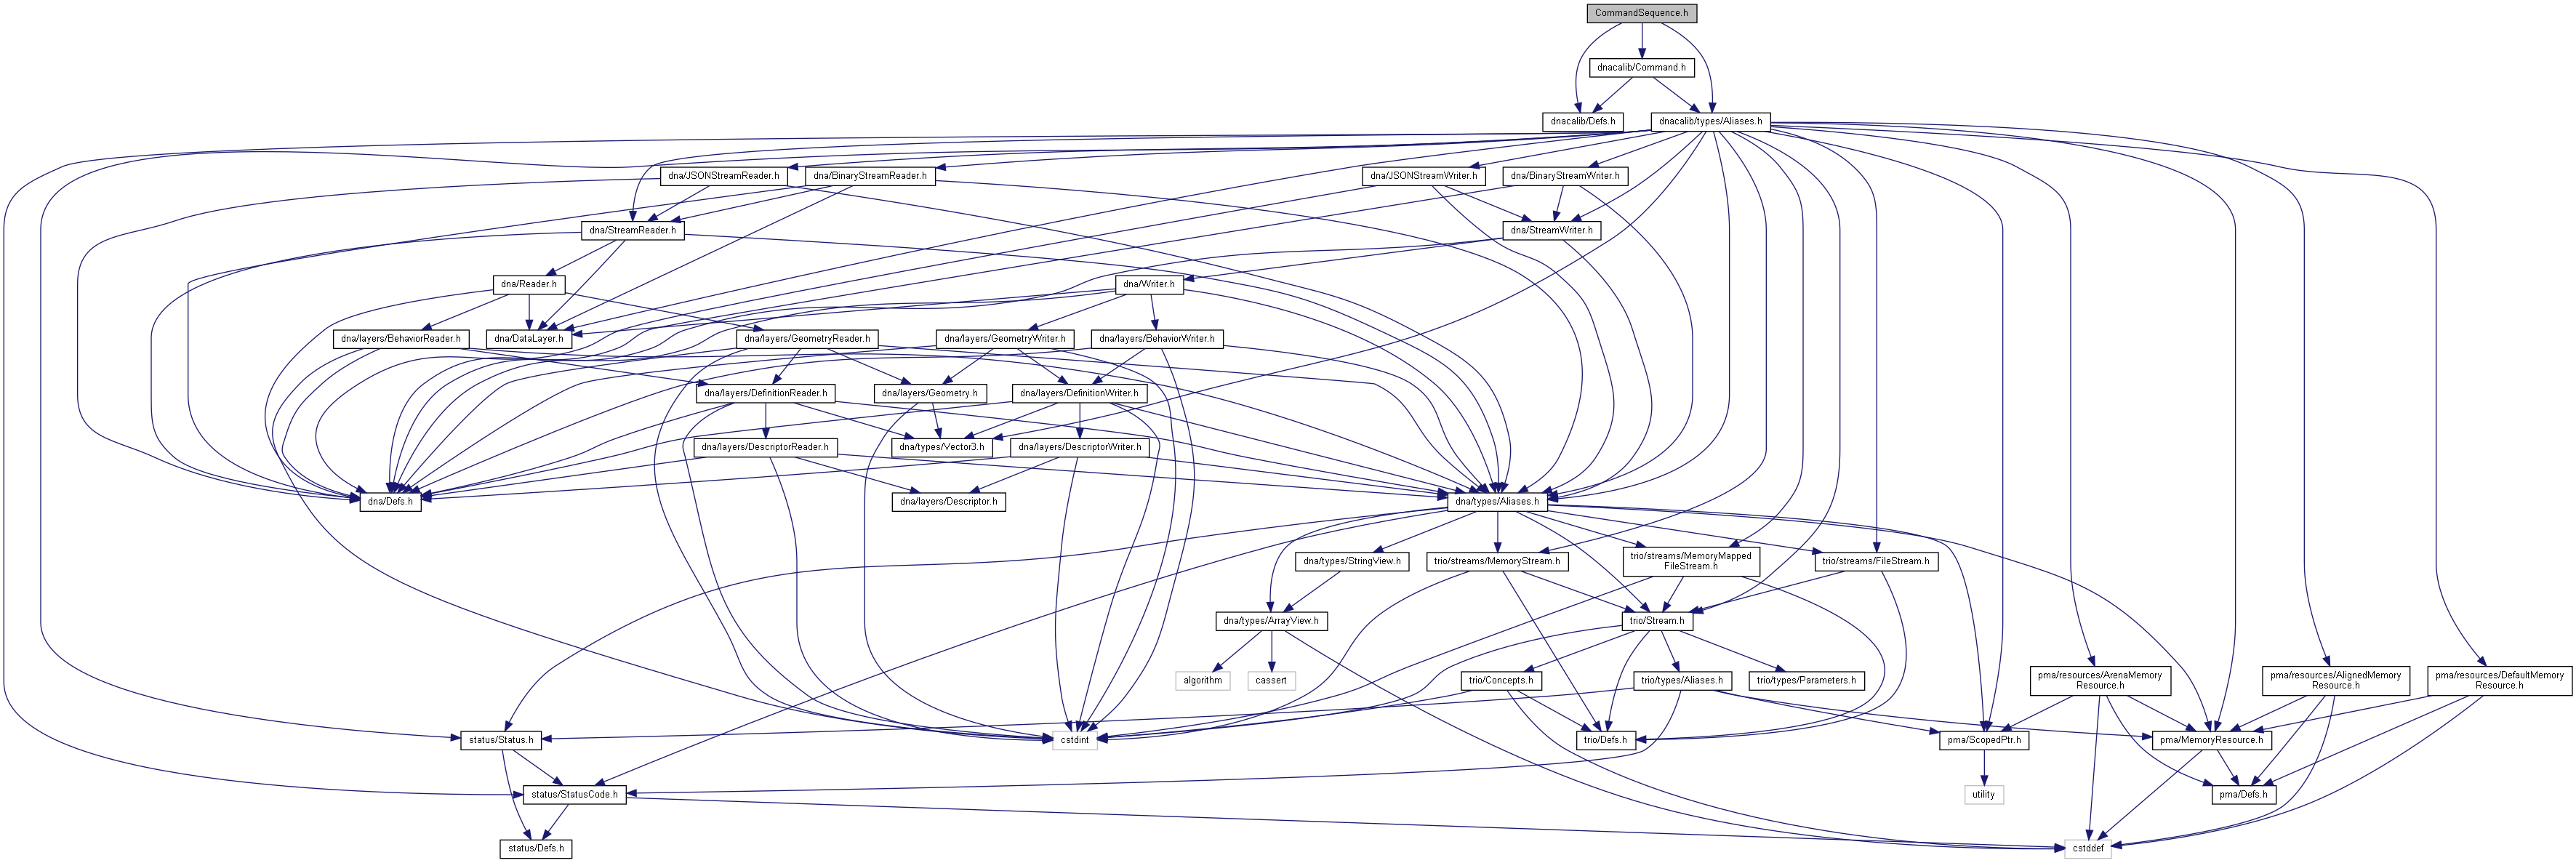 CommandSequence.h
dnacalib/Command.h
dnacalib/Defs.h
dnacalib/types/Aliases.h
dna/JSONStreamReader.h
dna/BinaryStreamReader.h
dna/JSONStreamWriter.h
dna/BinaryStreamWriter.h
dna/StreamReader.h
dna/StreamWriter.h
dna/Reader.h
dna/Writer.h
dna/layers/BehaviorReader.h
dna/DataLayer.h
dna/layers/GeometryReader.h
dna/layers/GeometryWriter.h
dna/layers/BehaviorWriter.h
dna/layers/DefinitionReader.h
dna/layers/Geometry.h
dna/layers/DefinitionWriter.h
dna/layers/DescriptorReader.h
dna/types/Vector3.h
dna/layers/DescriptorWriter.h
dna/Defs.h
dna/layers/Descriptor.h
dna/types/Aliases.h
dna/types/StringView.h
trio/streams/MemoryStream.h
trio/streams/MemoryMapped
FileStream.h
trio/streams/FileStream.h
dna/types/ArrayView.h
trio/Stream.h
algorithm
cassert
trio/Concepts.h
trio/types/Aliases.h
trio/types/Parameters.h
pma/resources/ArenaMemory
Resource.h
pma/resources/AlignedMemory
Resource.h
pma/resources/DefaultMemory
Resource.h
status/Status.h
cstdint
trio/Defs.h
pma/ScopedPtr.h
pma/MemoryResource.h
status/StatusCode.h
utility
pma/Defs.h
status/Defs.h
cstddef